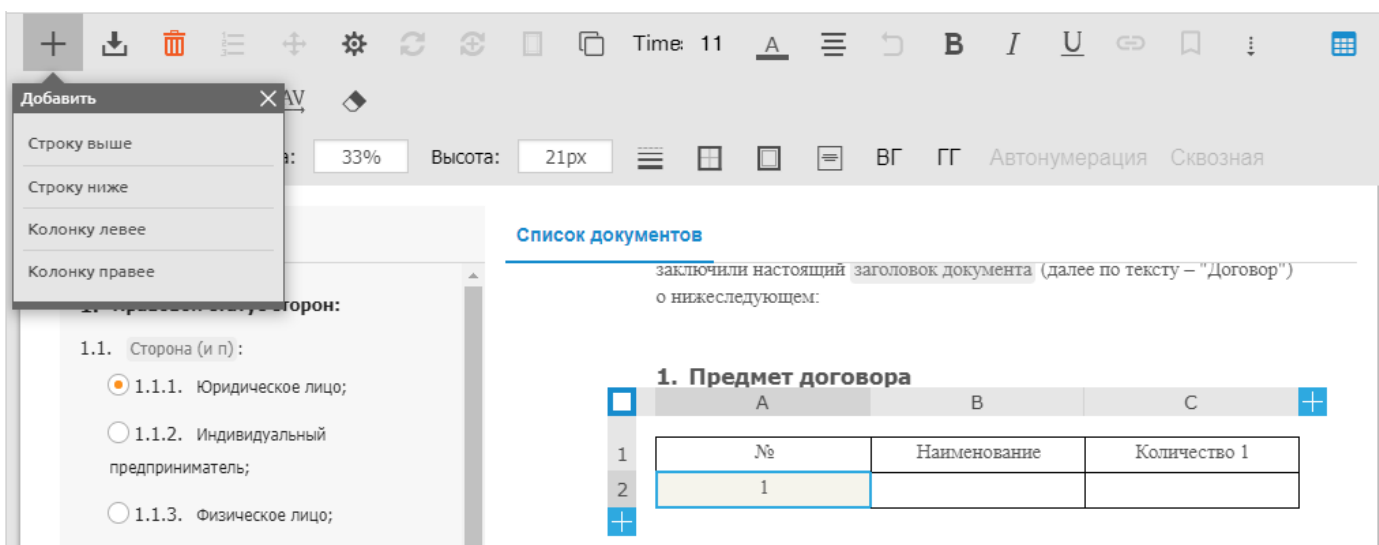 Time: 11 A B I U
Добавить AV
Строку выше
: 33% Высота: 21px ВГ ГГ Автонумерация Сквозная
Строку ниже
Колонку левее
Колонку правее
Список документов
заключили настоящий заголовок документа (далее по тексту – "Договор")
о нижеследующем:
сторон:
1.1. Сторона (и п) :
1.1.1. Юридическое лицо;
1.1.2. Индивидуальный
предприниматель;
1.1.3. Физическое лицо;
1. Предмет договора
A B C
1 № Наименование Количество 1
2 1